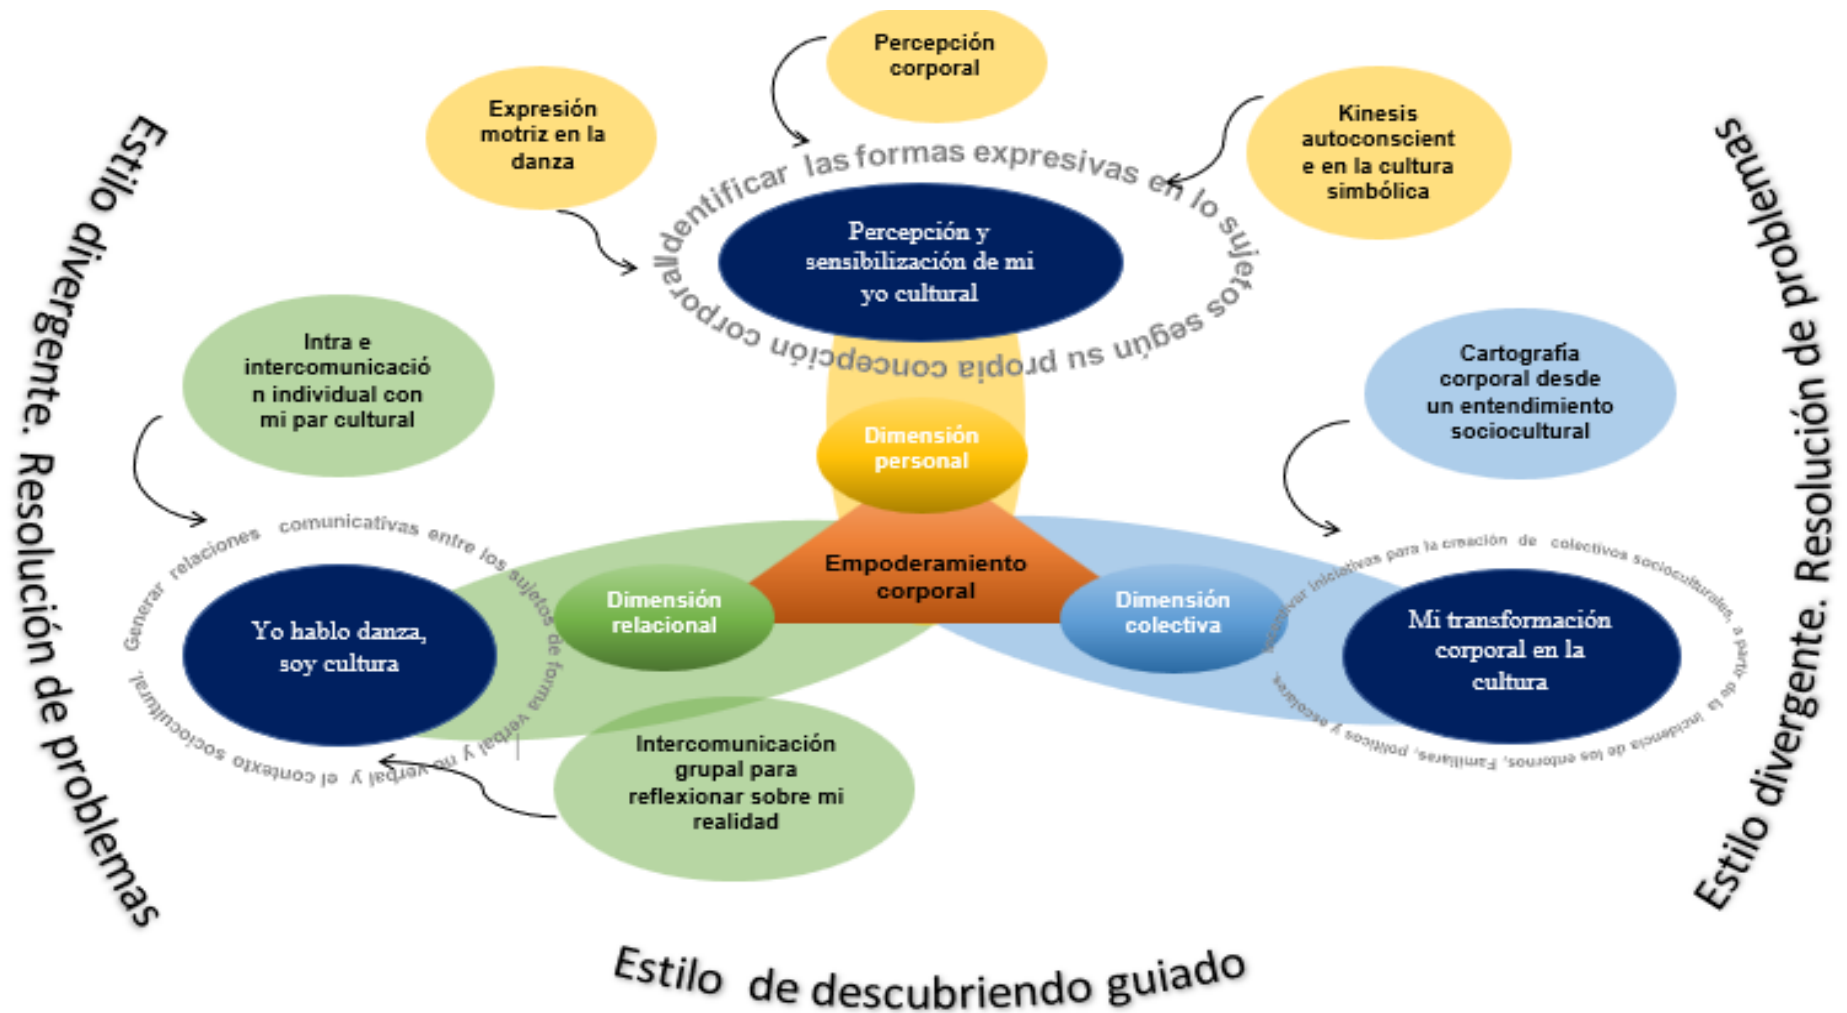 Percepción
corporal
Expresión
motriz en la
danza
Kinesis
autoconscient
e en la cultura
simbólica
Identificar las formas expresivas en lo sujetos según su propia concepción corporal
Percepción y
sensibilización de mi
yo cultural
Estilo divergente. Resolución de problemas
Estilo divergente. Resolución de problemas
Intra e
intercomunicació
n individual con
mi par cultural
Cartografía
corporal desde
un entendimiento
sociocultural
Dimensión
personal
Empoderamiento
corporal
Dimensión
relacional
Dimensión
colectiva
Generar relaciones comunicativas entre los sujetos de forma verbal y no verbal y el contexto sociocultural.
Yo hablo danza,
soy cultura
iniciativas para la creación de colectivos socioculturales, a partir de la incidencia de los entornos, Familiares, políticos y escolares.
Mi transformación
corporal en la
cultura
Intercomunicación
grupal para
reflexionar sobre mi
realidad
Estilo de descubriendo guiado